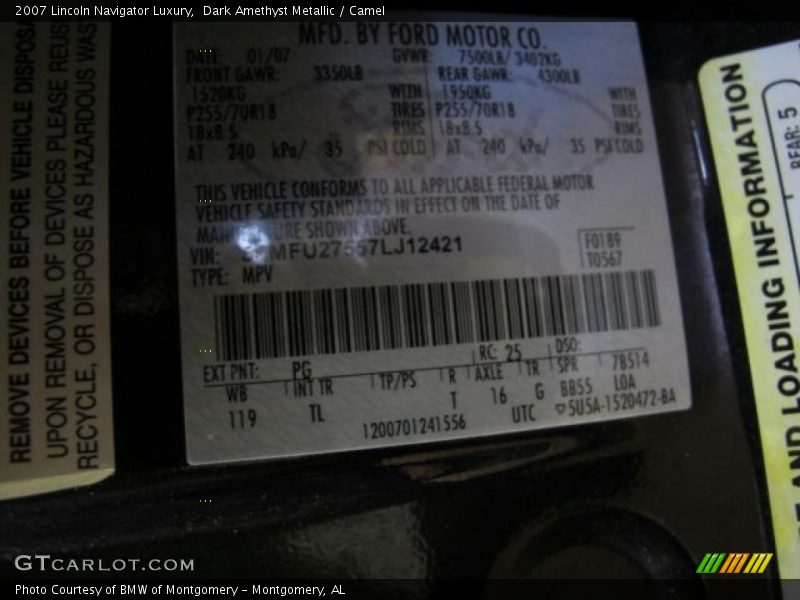 2007 Lincoln Navigator Luxury, Dark Amethyst Metallic / Camel
REMOVE DEVICES BEFORE VEHICLE DISPOS
UPON REMOVAL OF DEVICES PLEASE REUS
RECYCLE, OR DISPOSE AS HAZARDOUS WAS
MFD. BY FORD MOTOR CO.
DATE: 01/07 GVWR: 7500LB/ 3402KG
FRONT GAWR: 3350LB REAR GAWR: 4300LB
1520KG WITH 1950KG WITH
P255/70R18 TIRES P255/70R18 TIRES
18x8.5 RIMS 18x8.5 RIMS
AT 240 kPa/ 35 PSI COLD AT 240 kPa/ 35 PSI COLD
THIS VEHICLE CONFORMS TO ALL APPLICABLE FEDERAL MOTOR
VEHICLE SAFETY STANDARDS IN EFFECT ON THE DATE OF
SHOWN ABOVE.
VIN: MFU27557LJ12421
F0189
T0567
TYPE: MPV
EXT PNT: PG RC: 25 DSO:
WB INT TR TP/PS R AXLE TR SPR 78514
119 TL T 16 G BB55 LOA
1200701241556 UTC 5U5A-1520472-BA
AND LOADING INFORMATION
REAR: 5
GTCARLOT.COM
Photo Courtesy of BMW of Montgomery – Montgomery, AL